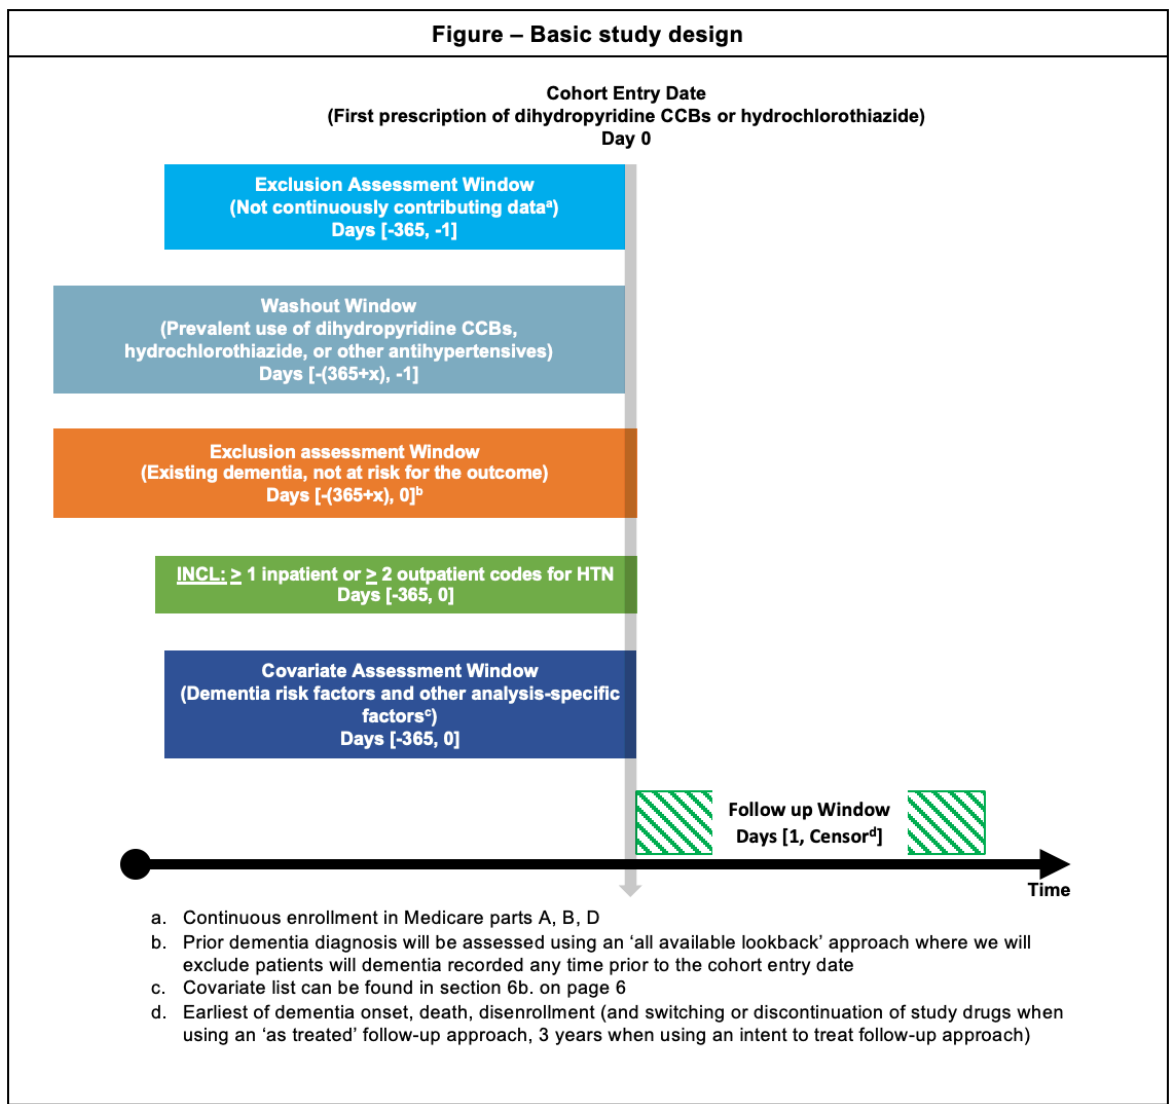 Figure – Basic study design
Cohort Entry Date
(First prescription of dihydropyridine CCBs or hydrochlorothiazide)
Day 0
Exclusion Assessment Window
(Not continuously contributing dataᵃ)
Days [-365, -1]
Washout Window
(Prevalent use of dihydropyridine CCBs,
hydrochlorothiazide, or other antihypertensives)
Days [-(365+x), -1]
Exclusion assessment Window
(Existing dementia, not at risk for the outcome)
Days [-(365+x), 0]ᵇ
INCL: ≥ 1 inpatient or ≥ 2 outpatient codes for HTN
Days [-365, 0]
Covariate Assessment Window
(Dementia risk factors and other analysis-specific
factorsᶜ)
Days [-365, 0]
Follow up Window
Days [1, Censorᵈ]
Time
a. Continuous enrollment in Medicare parts A, B, D
b. Prior dementia diagnosis will be assessed using an ‘all available lookback’ approach where we will
exclude patients will dementia recorded any time prior to the cohort entry date
c. Covariate list can be found in section 6b. on page 6
d. Earliest of dementia onset, death, disenrollment (and switching or discontinuation of study drugs when
using an ‘as treated’ follow-up approach, 3 years when using an intent to treat follow-up approach)